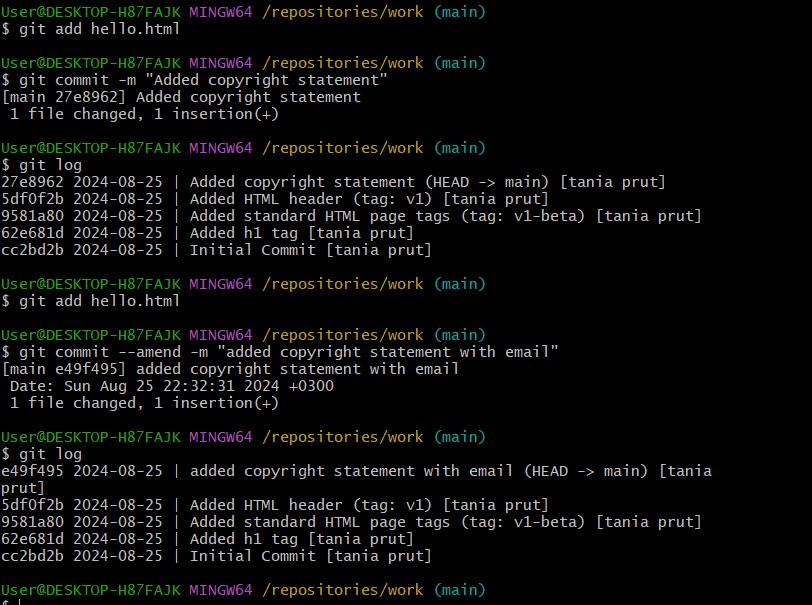 User@DESKTOP-H87FAJK MINGW64 /repositories/work (main)
$ git add hello.html
User@DESKTOP-H87FAJK MINGW64 /repositories/work (main)
$ git commit -m "Added copyright statement"
[main 27e8962] Added copyright statement
 1 file changed, 1 insertion(+)
User@DESKTOP-H87FAJK MINGW64 /repositories/work (main)
$ git log
27e8962 2024-08-25 | Added copyright statement (HEAD -> main) [tania prut]
5df0f2b 2024-08-25 | Added HTML header (tag: v1) [tania prut]
9581a80 2024-08-25 | Added standard HTML page tags (tag: v1-beta) [tania prut]
62e681d 2024-08-25 | Added h1 tag [tania prut]
cc2bd2b 2024-08-25 | Initial Commit [tania prut]
User@DESKTOP-H87FAJK MINGW64 /repositories/work (main)
$ git add hello.html
User@DESKTOP-H87FAJK MINGW64 /repositories/work (main)
$ git commit --amend -m "added copyright statement with email"
[main e49f495] added copyright statement with email
 Date: Sun Aug 25 22:32:31 2024 +0300
 1 file changed, 1 insertion(+)
User@DESKTOP-H87FAJK MINGW64 /repositories/work (main)
$ git log
e49f495 2024-08-25 | added copyright statement with email (HEAD -> main) [tania
prut]
5df0f2b 2024-08-25 | Added HTML header (tag: v1) [tania prut]
9581a80 2024-08-25 | Added standard HTML page tags (tag: v1-beta) [tania prut]
62e681d 2024-08-25 | Added h1 tag [tania prut]
cc2bd2b 2024-08-25 | Initial Commit [tania prut]
User@DESKTOP-H87FAJK MINGW64 /repositories/work (main)
$